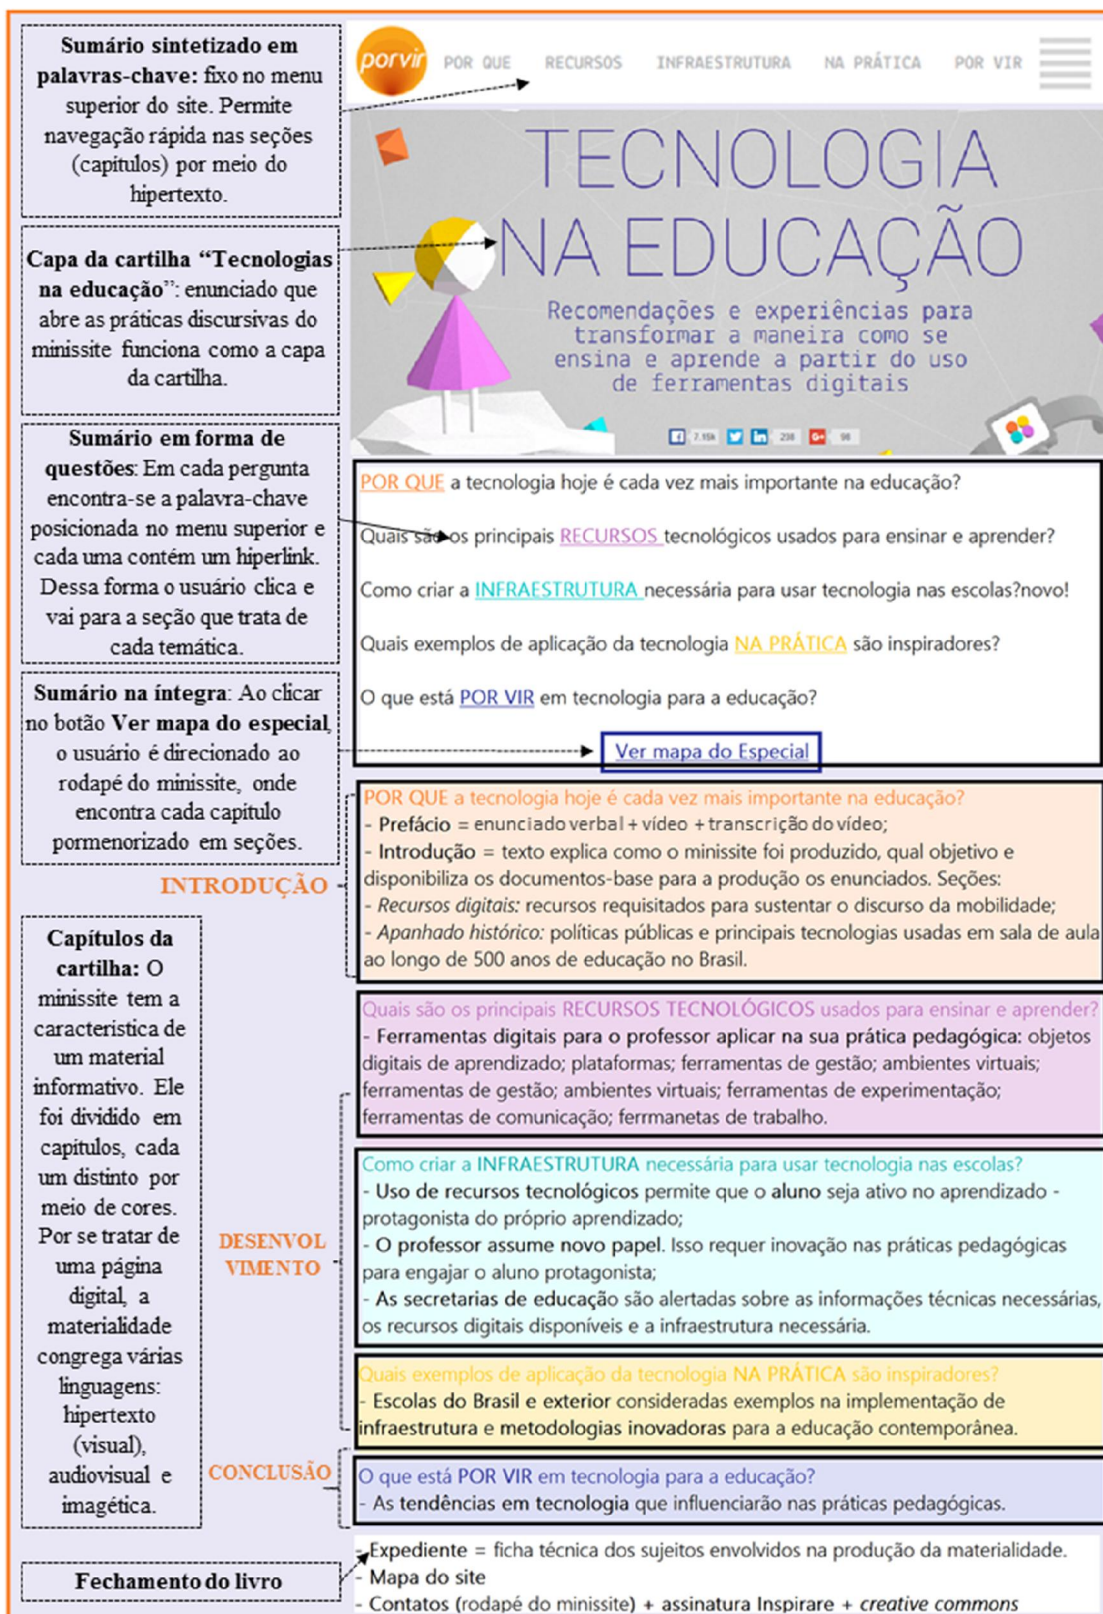 Sumário sintetizado em
palavras-chave: fixo no menu
superior do site. Permite
navegação rápida nas seções
(capítulos) por meio do
hipertexto.
porvir
POR QUE RECURSOS INFRAESTRUTURA NA PRÁTICA POR VIR
TECNOLOGIA
NA EDUCAÇÃO
Recomendações e experiências para
transformar a maneira como se
ensina e aprende a partir do uso
de ferramentas digitais
7.15k 238 98
Capa da cartilha “Tecnologias
na educação”: enunciado que
abre as práticas discursivas do
minissite funciona como a capa
da cartilha.
Sumário em forma de
questões: Em cada pergunta
encontra-se a palavra-chave
posicionada no menu superior e
cada uma contém um hiperlink.
Dessa forma o usuário clica e
vai para a seção que trata de
cada temática.
POR QUE a tecnologia hoje é cada vez mais importante na educação?
Quais são os principais RECURSOS tecnológicos usados para ensinar e aprender?
Como criar a INFRAESTRUTURA necessária para usar tecnologia nas escolas?novo!
Quais exemplos de aplicação da tecnologia NA PRÁTICA são inspiradores?
O que está POR VIR em tecnologia para a educação?
Ver mapa do Especial
Sumário na íntegra: Ao clicar
no botão Ver mapa do especial,
o usuário é direcionado ao
rodapé do minissite, onde
encontra cada capítulo
pormenorizado em seções.
INTRODUÇÃO
POR QUE a tecnologia hoje é cada vez mais importante na educação?
- Prefácio = enunciado verbal + vídeo + transcrição do vídeo;
- Introdução = texto explica como o minissite foi produzido, qual objetivo e
disponibiliza os documentos-base para a produção os enunciados. Seções:
- Recursos digitais: recursos requisitados para sustentar o discurso da mobilidade;
- Apanhado histórico: políticas públicas e principais tecnologias usadas em sala de aula
ao longo de 500 anos de educação no Brasil.
Capítulos da
cartilha: O
minissite tem a
característica de
um material
informativo. Ele
foi dividido em
capítulos, cada
um distinto por
meio de cores.
Por se tratar de
uma página
digital, a
materialidade
congrega várias
linguagens:
hipertexto
(visual),
audiovisual e
imagética.
DESENVOL
VIMENTO
Quais são os principais RECURSOS TECNOLÓGICOS usados para ensinar e aprender?
- Ferramentas digitais para o professor aplicar na sua prática pedagógica: objetos
digitais de aprendizado; plataformas; ferramentas de gestão; ambientes virtuais;
ferramentas de gestão; ambientes virtuais; ferramentas de experimentação;
ferramentas de comunicação; ferrmanetas de trabalho.
Como criar a INFRAESTRUTURA necessária para usar tecnologia nas escolas?
- Uso de recursos tecnológicos permite que o aluno seja ativo no aprendizado -
protagonista do próprio aprendizado;
- O professor assume novo papel. Isso requer inovação nas práticas pedagógicas
para engajar o aluno protagonista;
- As secretarias de educação são alertadas sobre as informações técnicas necessárias,
os recursos digitais disponíveis e a infraestrutura necessária.
Quais exemplos de aplicação da tecnologia NA PRÁTICA são inspiradores?
- Escolas do Brasil e exterior consideradas exemplos na implementação de
infraestrutura e metodologias inovadoras para a educação contemporânea.
CONCLUSÃO
O que está POR VIR em tecnologia para a educação?
- As tendências em tecnologia que influenciarão nas práticas pedagógicas.
Fechamento do livro
- Expediente = ficha técnica dos sujeitos envolvidos na produção da materialidade.
- Mapa do site
- Contatos (rodapé do minissite) + assinatura Inspirare + creative commons